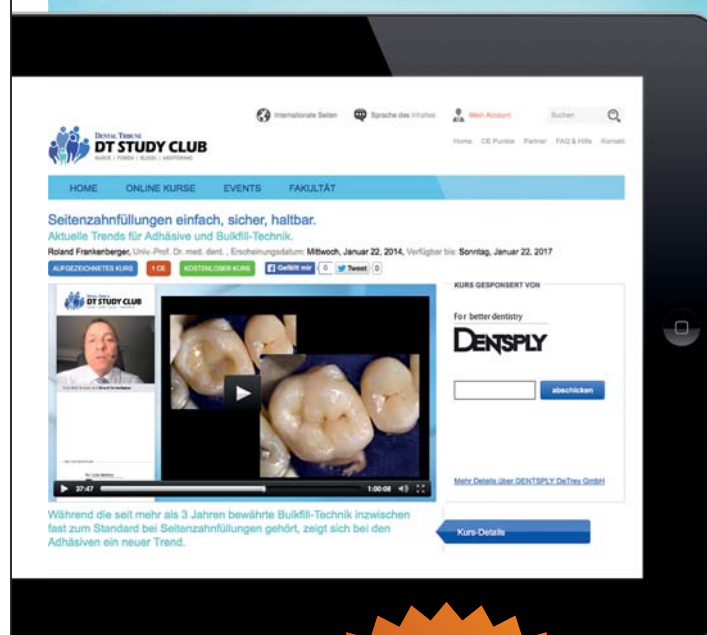 Internationale Seiten
Sprache des Inhaltes
Mein Account
Suchen
DENTAL TRIBUNE
DT STUDY CLUB
KURSE | FOREN | BLOGS | MENTORING
Home CE Punkte Partner FAQ & Hilfe Kontakt
HOME ONLINE KURSE EVENTS FAKULTÄT
Seitenzahnfüllungen einfach, sicher, haltbar.
Aktuelle Trends für Adhäsive und Bulkfill-Technik.
Roland Frankenberger, Univ.-Prof. Dr. med. dent. , Erscheinungsdatum: Mittwoch, Januar 22, 2014, Verfügbar bis: Sonntag, Januar 22, 2017
AUFGEZEICHNETES KURS 1 CE KOSTENLOSER KURS Gefällt mir 0 Tweet 0
DENTAL TRIBUNE
DT STUDY CLUB
37:47
1:00:08
KURS GESPONSERT VON
For better dentistry
DENTSPLY
abschicken
Mehr Details über DENTSPLY DeTrey GmbH
Während die seit mehr als 3 Jahren bewährte Bulkfill-Technik inzwischen
fast zum Standard bei Seitenzahnfüllungen gehört, zeigt sich bei den
Adhäsiven ein neuer Trend.
Kurs-Details